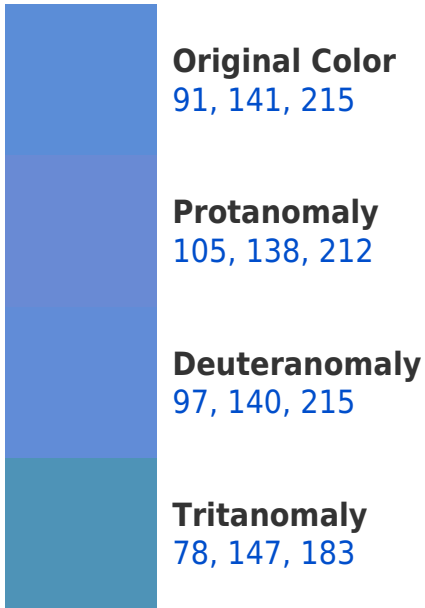 Original Color
91, 141, 215
Protanomaly
105, 138, 212
Deuteranomaly
97, 140, 215
Tritanomaly
78, 147, 183